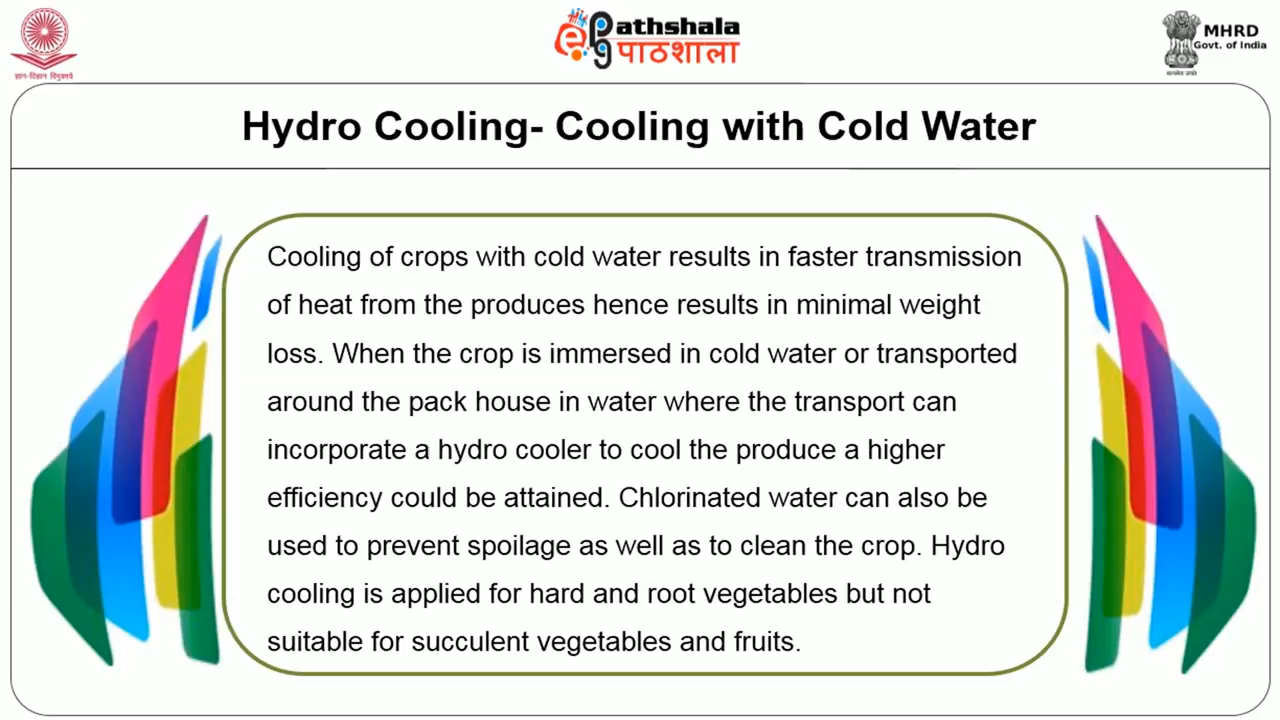 ज्ञान-विज्ञान विमुक्तये
ePathshala
पाठशाला
MHRD
Govt. of India
सत्यमेव जयते
Hydro Cooling- Cooling with Cold Water
Cooling of crops with cold water results in faster transmission
of heat from the produces hence results in minimal weight
loss. When the crop is immersed in cold water or transported
around the pack house in water where the transport can
incorporate a hydro cooler to cool the produce a higher
efficiency could be attained. Chlorinated water can also be
used to prevent spoilage as well as to clean the crop. Hydro
cooling is applied for hard and root vegetables but not
suitable for succulent vegetables and fruits.